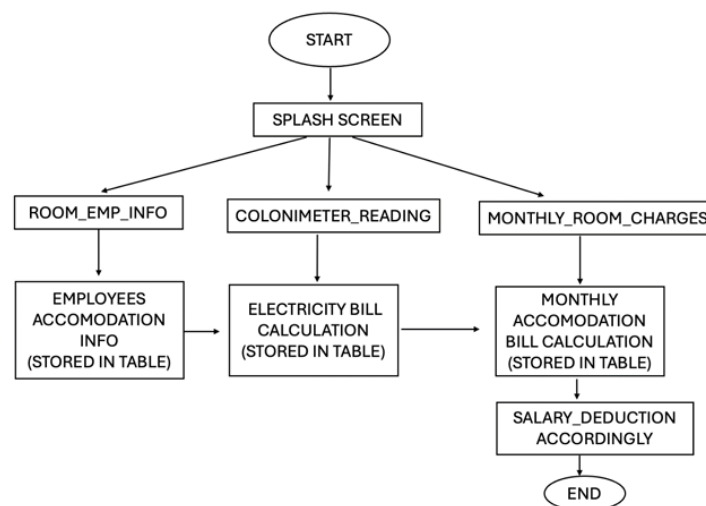 START
SPLASH SCREEN
ROOM_EMP_INFO
COLONIMETER_READING
MONTHLY_ROOM_CHARGES
EMPLOYEES
ACCOMODATION
INFO
(STORED IN TABLE)
ELECTRICITY BILL
CALCULATION
(STORED IN TABLE)
MONTHLY
ACCOMODATION
BILL CALCULATION
(STORED IN TABLE)
SALARY_DEDUCTION
ACCORDINGLY
END